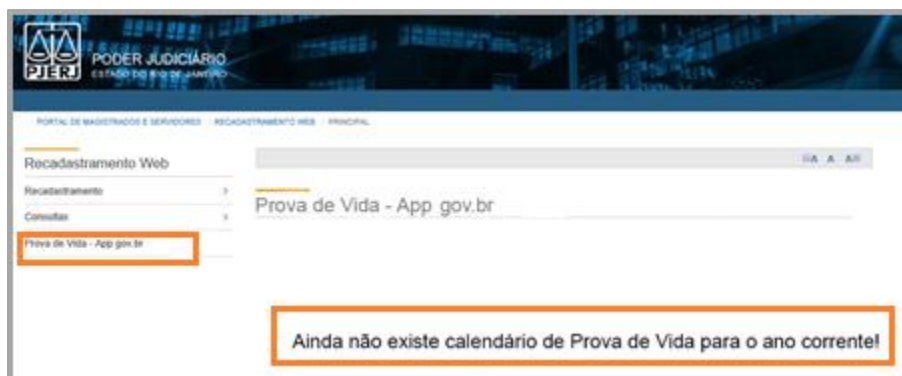 PJERJ
PODER JUDICIÁRIO
ESTADO DO RIO DE JANEIRO
PORTAL DE MAGISTRADOS E SERVIDORES RECADASTRAMENTO WEB PRINCIPAL
Recadastramento Web
Recadastramento
Consultas
Prova de Vida - App gov.br
A A A
Prova de Vida - App gov.br
Ainda não existe calendário de Prova de Vida para o ano corrente!